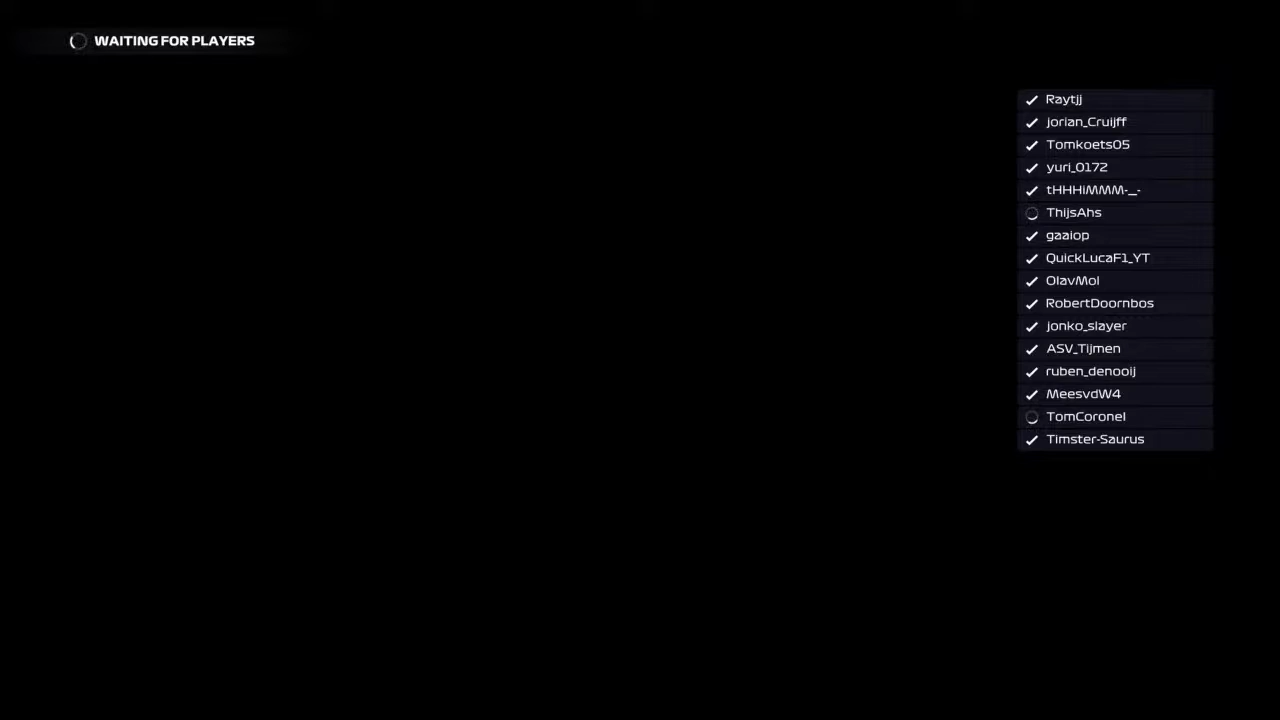 WAITING FOR PLAYERS
Raytjj
jorian_Cruijff
Tomkoets05
yuri_0172
tHHHiMMM-_-
ThijsAhs
gaaiop
QuickLucaF1_YT
OlavMol
RobertDoornbos
jonko_slayer
ASV_Tijmen
ruben_denooij
MeesvdW4
TomCoronel
Timster-Saurus